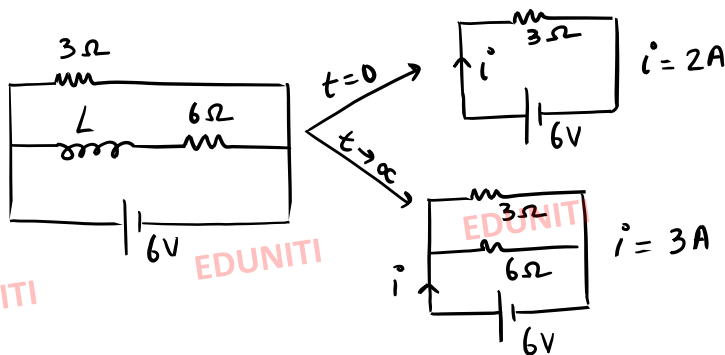 3Ω
L
6Ω
6V
t=0
3Ω
i
6V
i = 2A
t→∝
3Ω
6Ω
i
6V
i = 3A
EDUNITI
EDUNITI
ITI